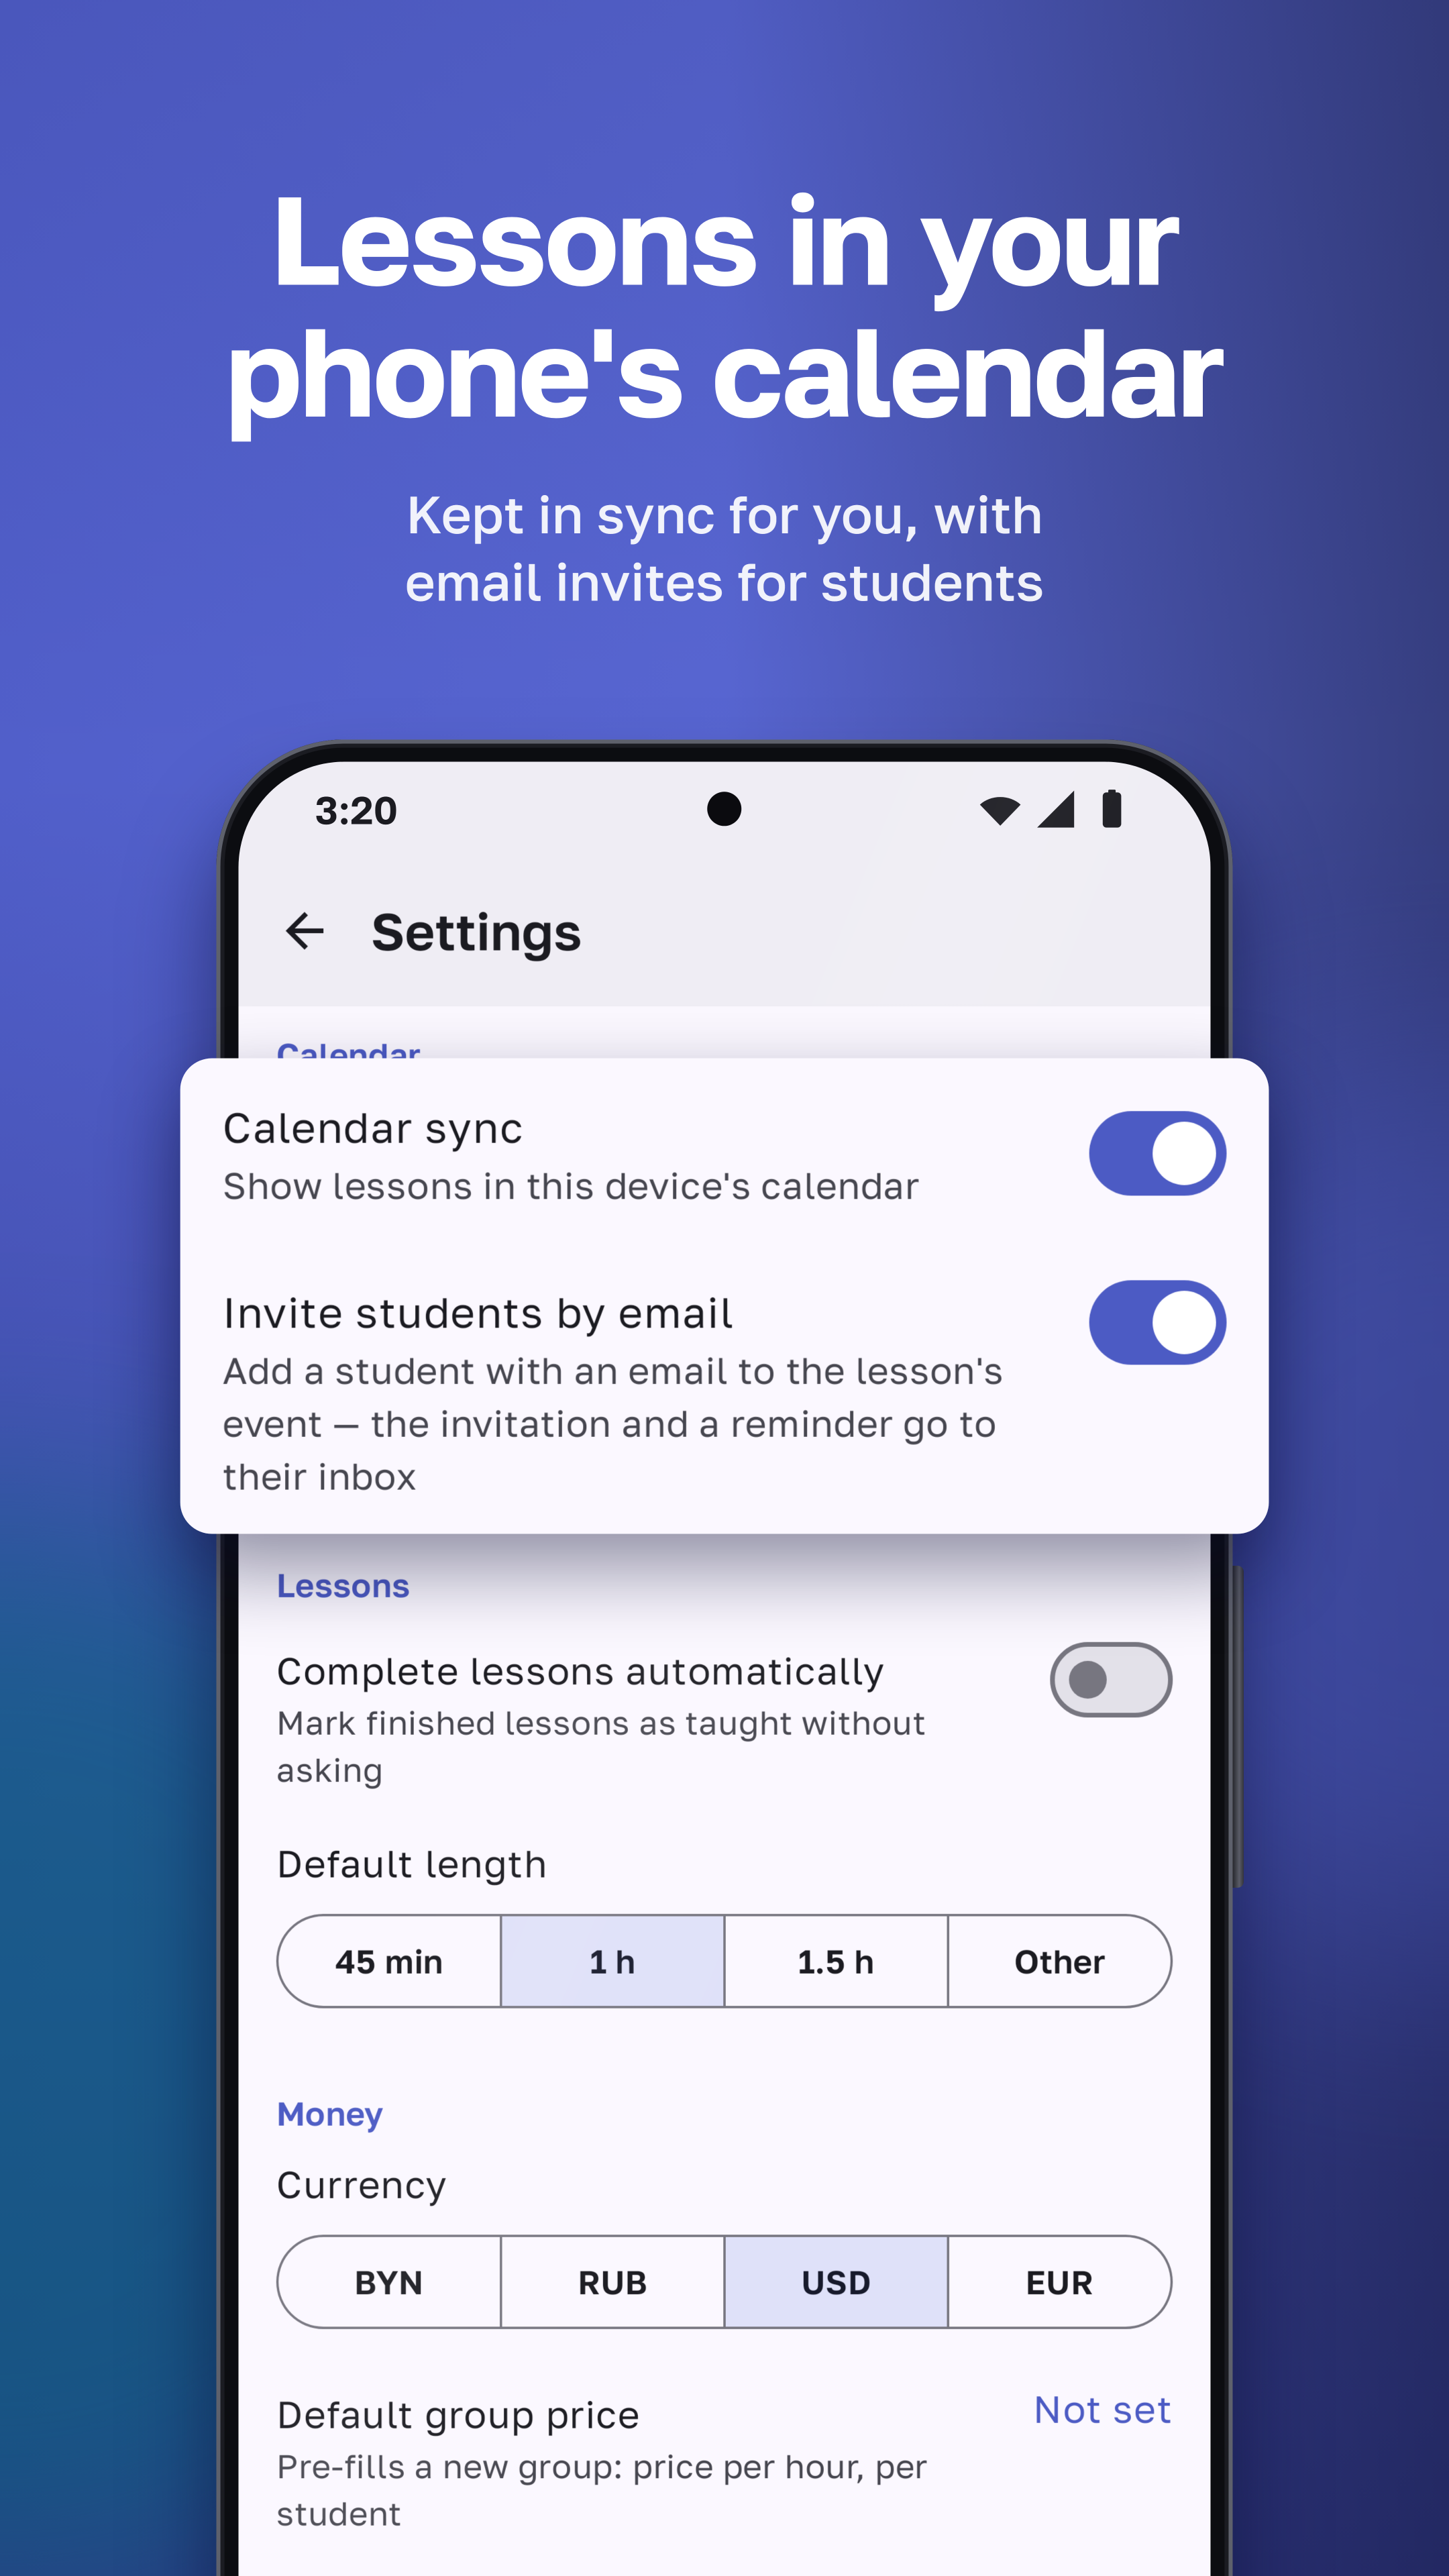 Lessons in your
phone's calendar
Kept in sync for you, with
email invites for students
3:20
Settings
Calendar
Calendar sync
Show lessons in this device's calendar
Invite students by email
Add a student with an email to the lesson's
event — the invitation and a reminder go to
their inbox
Lessons
Complete lessons automatically
Mark finished lessons as taught without
asking
Default length
45 min 1 h 1.5 h Other
Money
Currency
BYN RUB USD EUR
Default group price Not set
Pre-fills a new group: price per hour, per
student